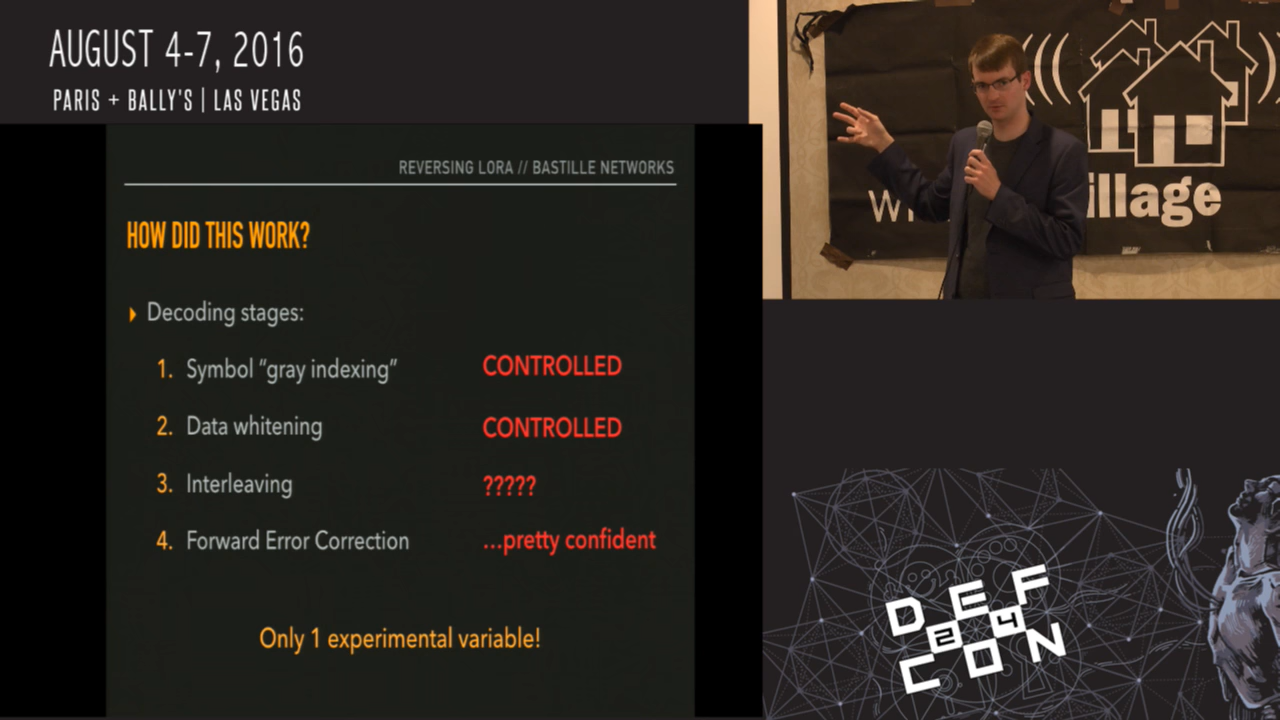 AUGUST 4-7, 2016
PARIS + BALLY'S | LAS VEGAS
REVERSING LORA // BASTILLE NETWORKS
HOW DID THIS WORK?
Decoding stages:
1. Symbol “gray indexing” CONTROLLED
2. Data whitening CONTROLLED
3. Interleaving ?????
4. Forward Error Correction ...pretty confident
Only 1 experimental variable!
illage
DEF
24
CON